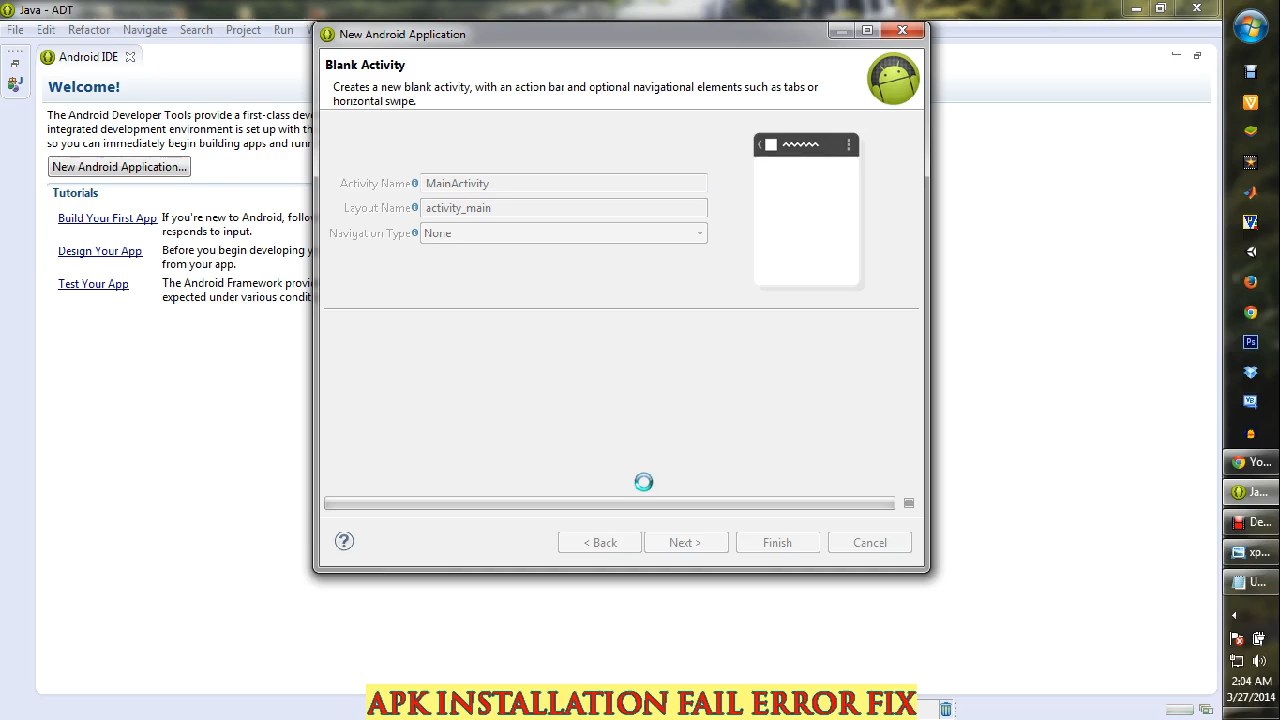 Java - ADT
File Edit Refactor Navigate Search Project Run
Android IDE
Welcome!
The Android Developer Tools provide a first-class
integrated development environment is set up with
so you can immediately begin building apps and
New Android Application...
Tutorials
Build Your First App If you're new to Android,
responds to input.
Design Your App Before you begin developing
from your app.
Test Your App The Android Framework
expected under various
New Android Application
Blank Activity
Creates a new blank activity, with an action bar and optional navigational elements such as tabs or
horizontal swipe.
Activity Name MainActivity
Layout Name activity_main
Navigation Type None
< Back Next > Finish Cancel
Ps
VB
Yo...
Ja...
De...
xp...
U...
2:04 AM
3/27/2014
APK INSTALLATION FAIL ERROR FIX